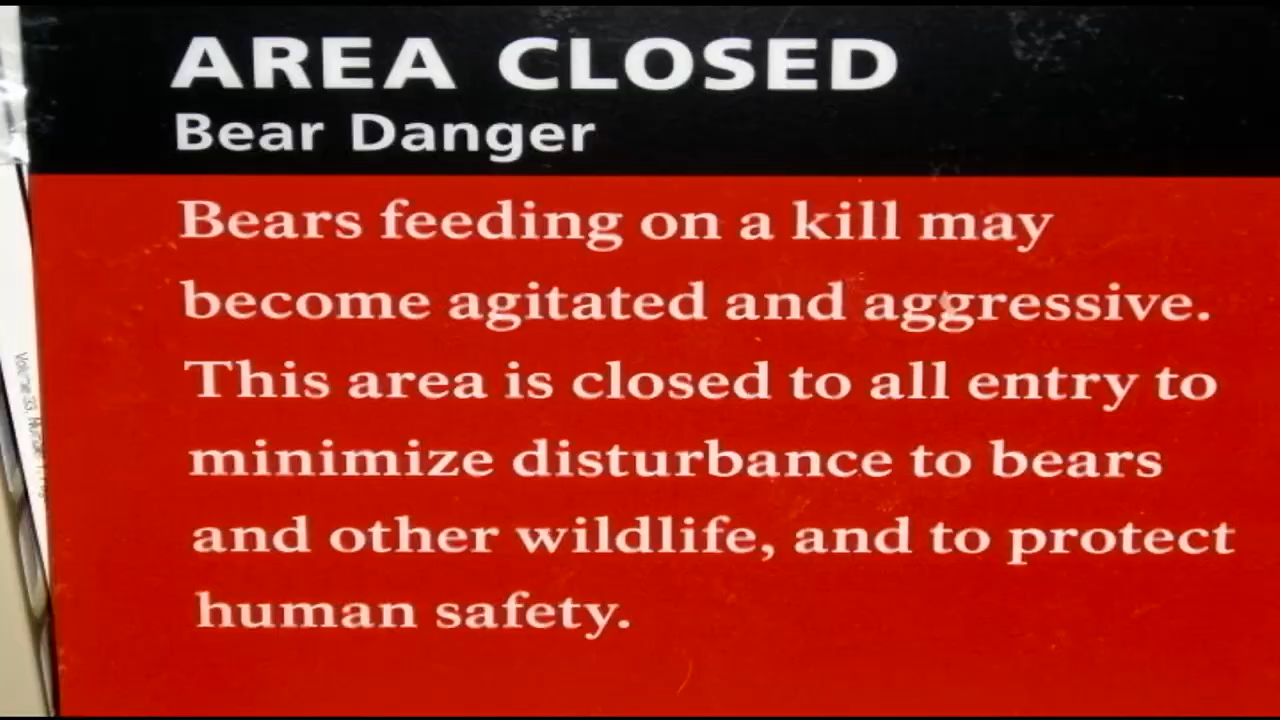 AREA CLOSED
Bear Danger
Bears feeding on a kill may
become agitated and aggressive.
This area is closed to all entry to
minimize disturbance to bears
and other wildlife, and to protect
human safety.